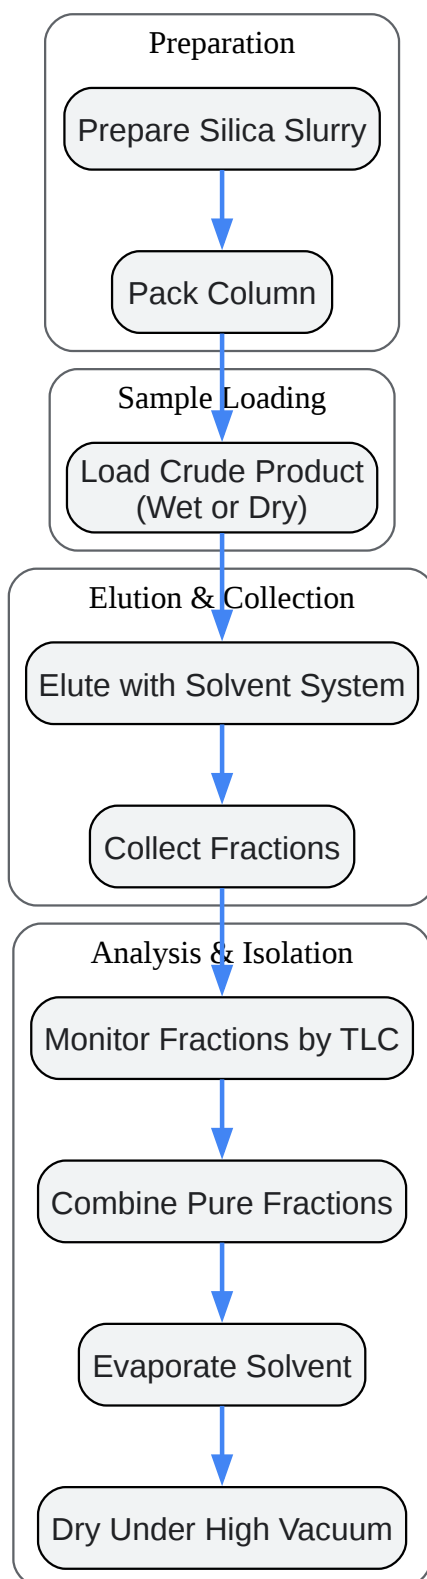 Preparation
Prepare Silica Slurry
Pack Column
Sample Loading
Load Crude Product
(Wet or Dry)
Elution & Collection
Elute with Solvent System
Collect Fractions
Analysis & Isolation
Monitor Fractions by TLC
Combine Pure Fractions
Evaporate Solvent
Dry Under High Vacuum